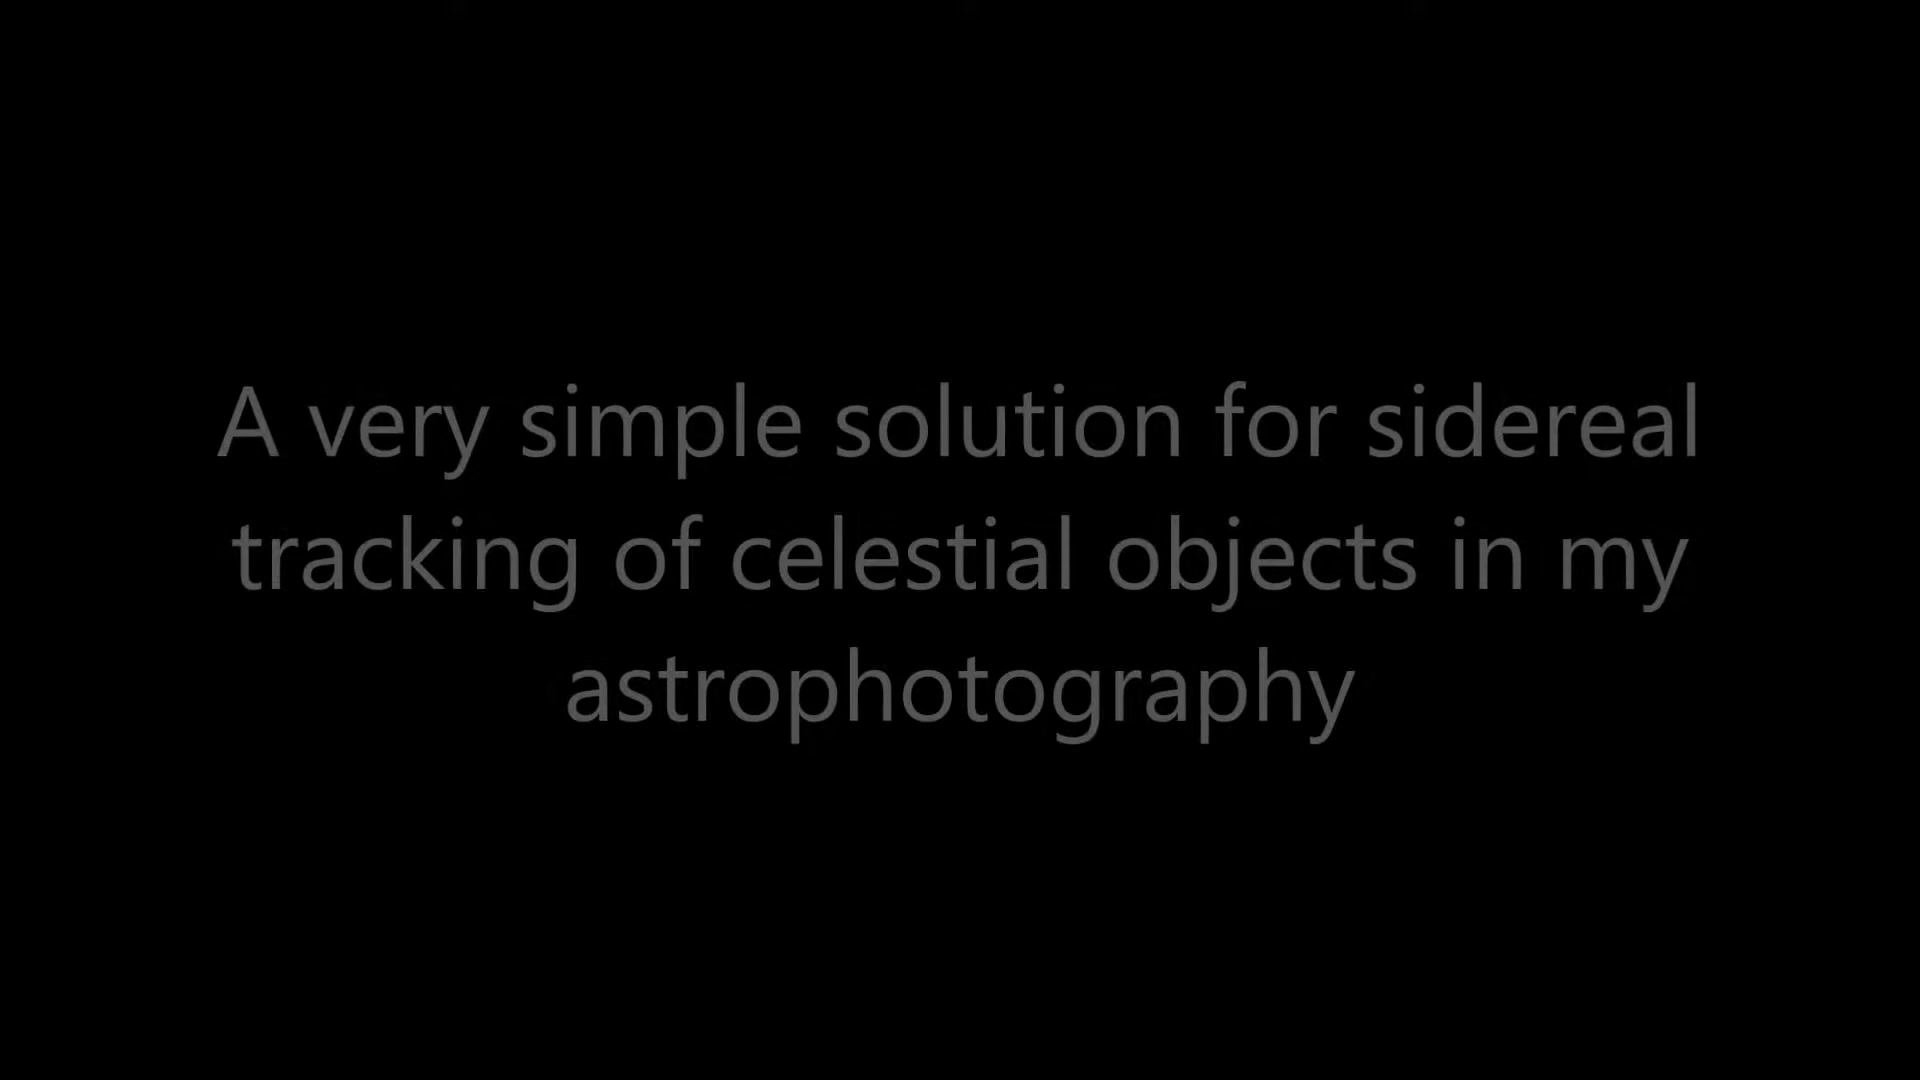 A very simple solution for sidereal
tracking of celestial objects in my
astrophotography